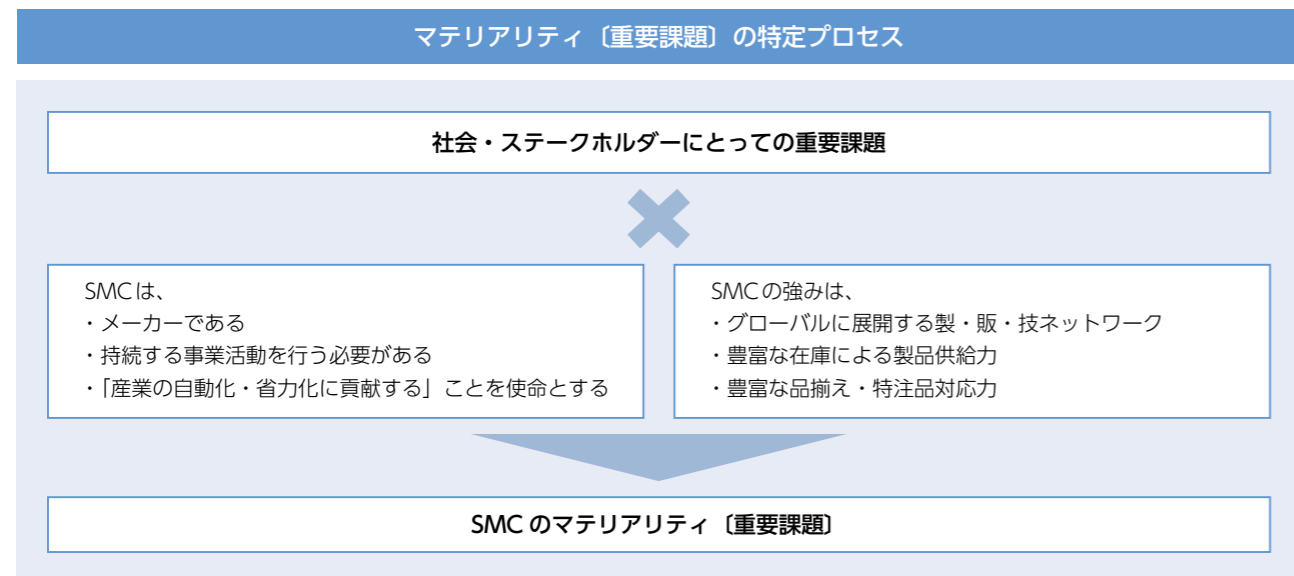 マテリアリティ〔重要課題〕の特定プロセス
社会・ステークホルダーにとっての重要課題
SMCは、
・メーカーである
・持続する事業活動を行う必要がある
・「産業の自動化・省力化に貢献する」ことを使命とする
SMCの強みは、
・グローバルに展開する製・販・技ネットワーク
・豊富な在庫による製品供給力
・豊富な品揃え・特注品対応力
SMCのマテリアリティ〔重要課題〕